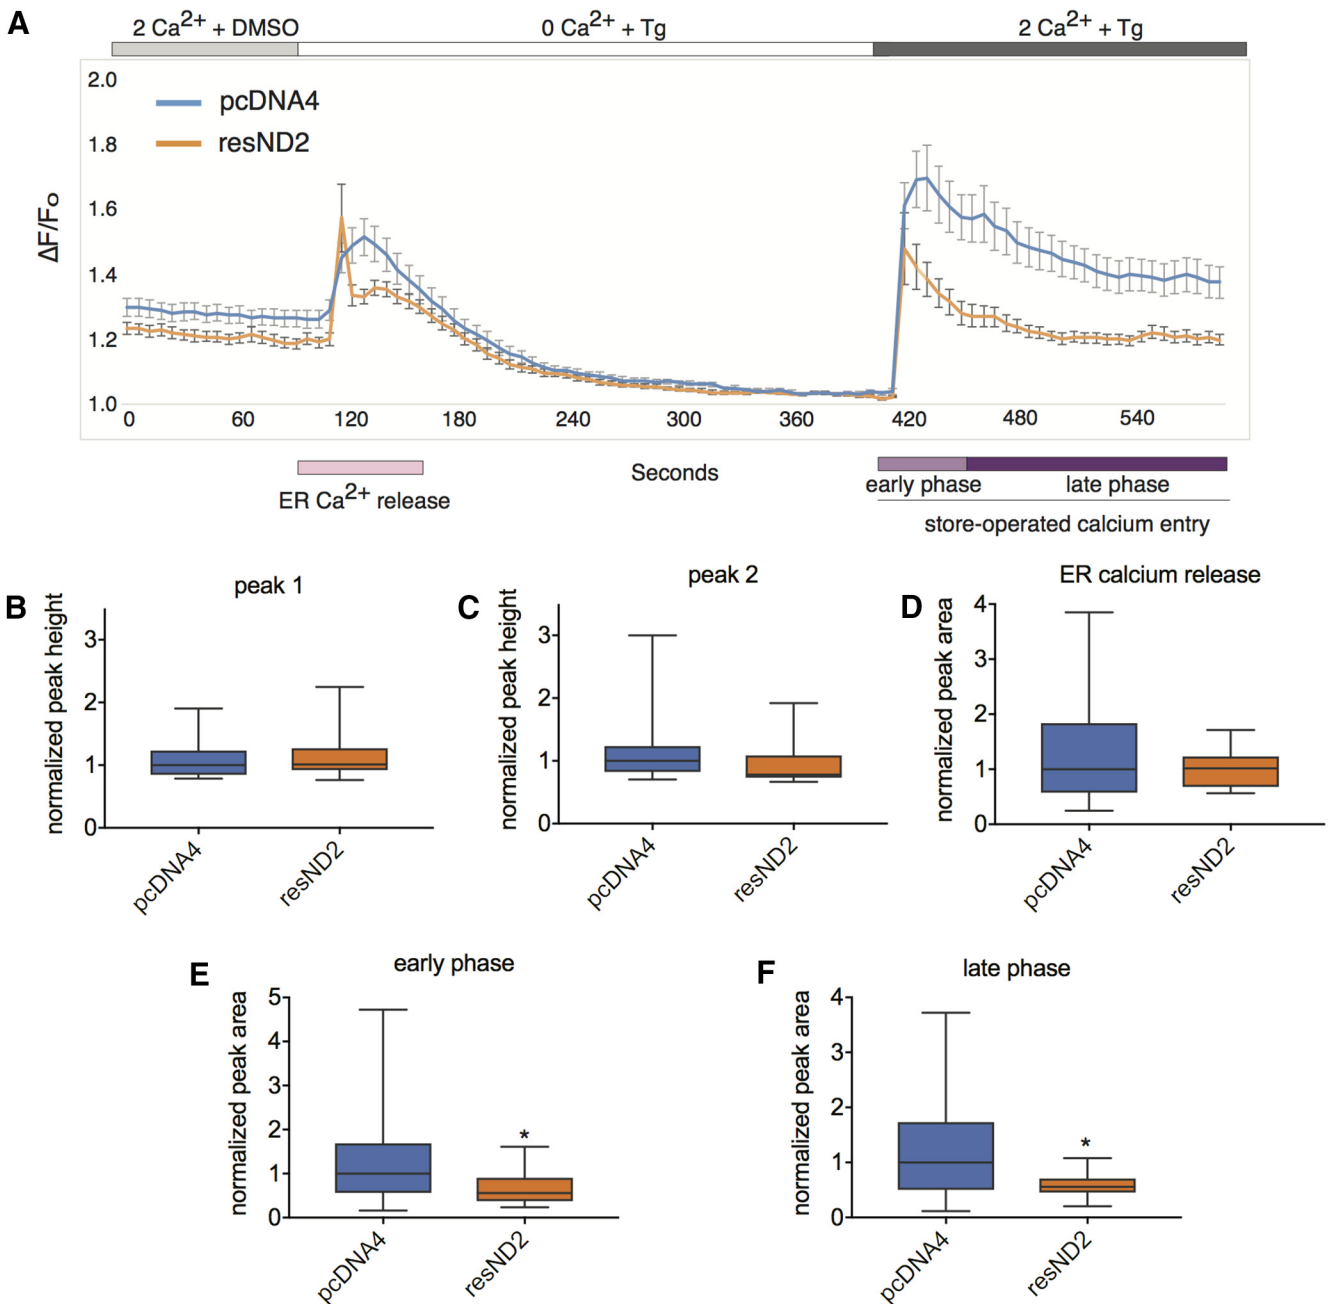 A
2 Ca2+ + DMSO 0 Ca2+ + Tg 2 Ca2+ + Tg
2.0
pcDNA4
resND2
1.8
1.6
1.4
1.2
1.0
ΔF/Fo
0 60 120 180 240 300 360 420 480 540
Seconds
ER Ca2+ release
early phase late phase
store-operated calcium entry
B
peak 1
normalized peak height
3
2
1
0
pcDNA4
resND2
C
peak 2
normalized peak height
3
2
1
0
pcDNA4
resND2
D
ER calcium release
normalized peak area
4
3
2
1
0
pcDNA4
resND2
E
early phase
normalized peak area
5
4
3
2
1
0
*
pcDNA4
resND2
F
late phase
normalized peak area
4
3
2
1
0
*
pcDNA4
resND2